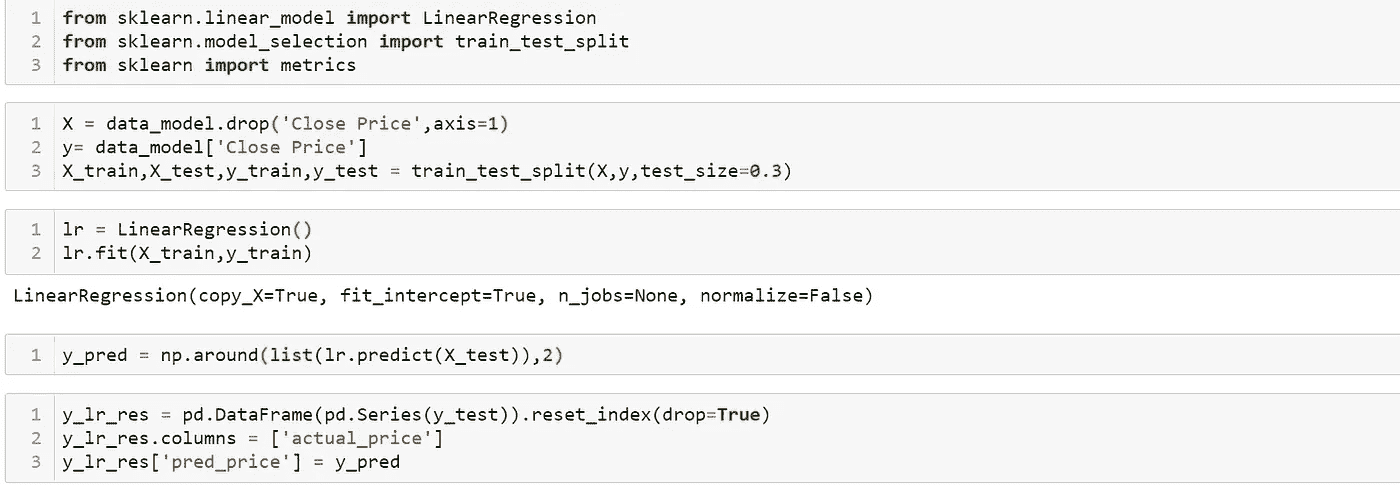 1 from sklearn.linear_model import LinearRegression
2 from sklearn.model_selection import train_test_split
3 from sklearn import metrics
1 X = data_model.drop('Close Price',axis=1)
2 y= data_model['Close Price']
3 X_train,X_test,y_train,y_test = train_test_split(X,y,test_size=0.3)
1 lr = LinearRegression()
2 lr.fit(X_train,y_train)
LinearRegression(copy_X=True, fit_intercept=True, n_jobs=None, normalize=False)
1 y_pred = np.around(list(lr.predict(X_test)),2)
1 y_lr_res = pd.DataFrame(pd.Series(y_test)).reset_index(drop=True)
2 y_lr_res.columns = ['actual_price']
3 y_lr_res['pred_price'] = y_pred